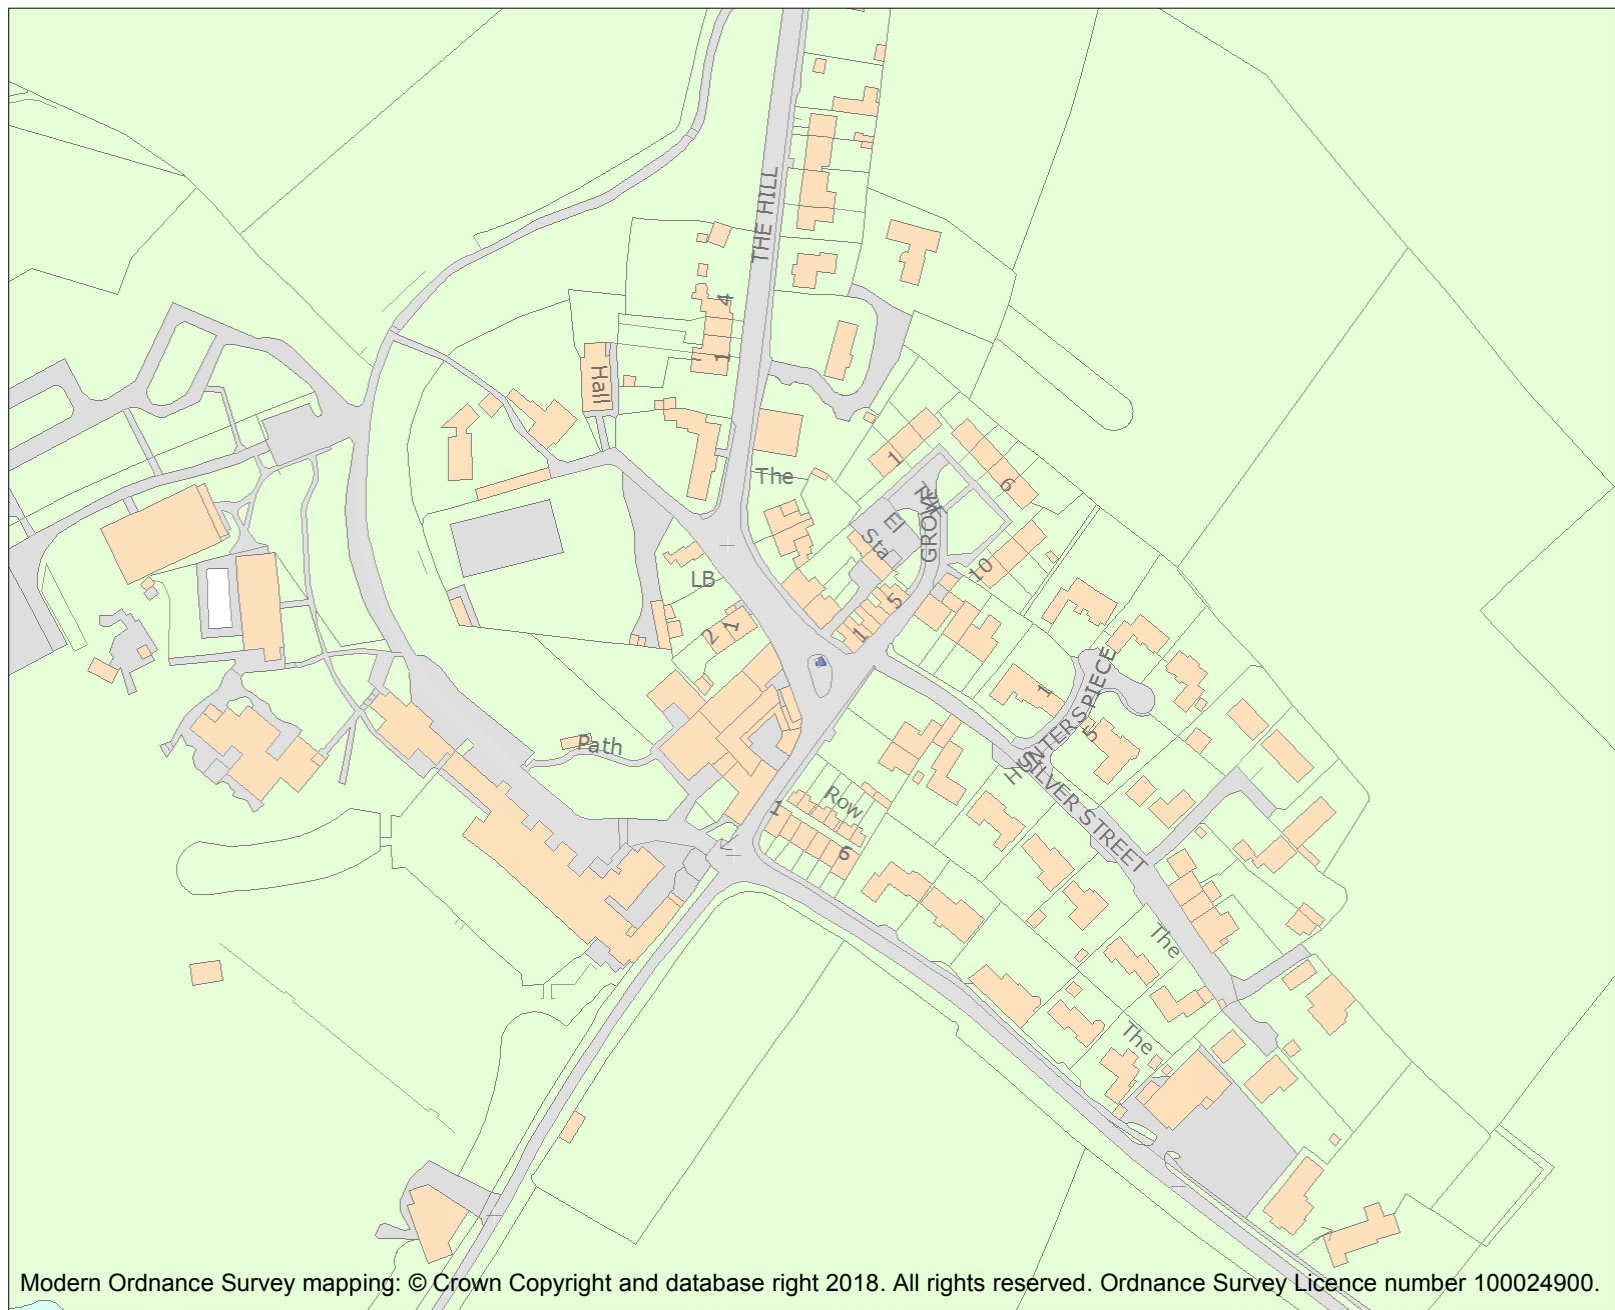 THE HILL
4
1
Hall
The
1
6
THE
GROVE
El
Sta
10
LB
5
2
1
1
HUNTERSPIECE
1
5
Path
SILVER STREET
Row
1
6
The
The
Modern Ordnance Survey mapping: © Crown Copyright and database right 2018. All rights reserved. Ordnance Survey Licence number 100024900.